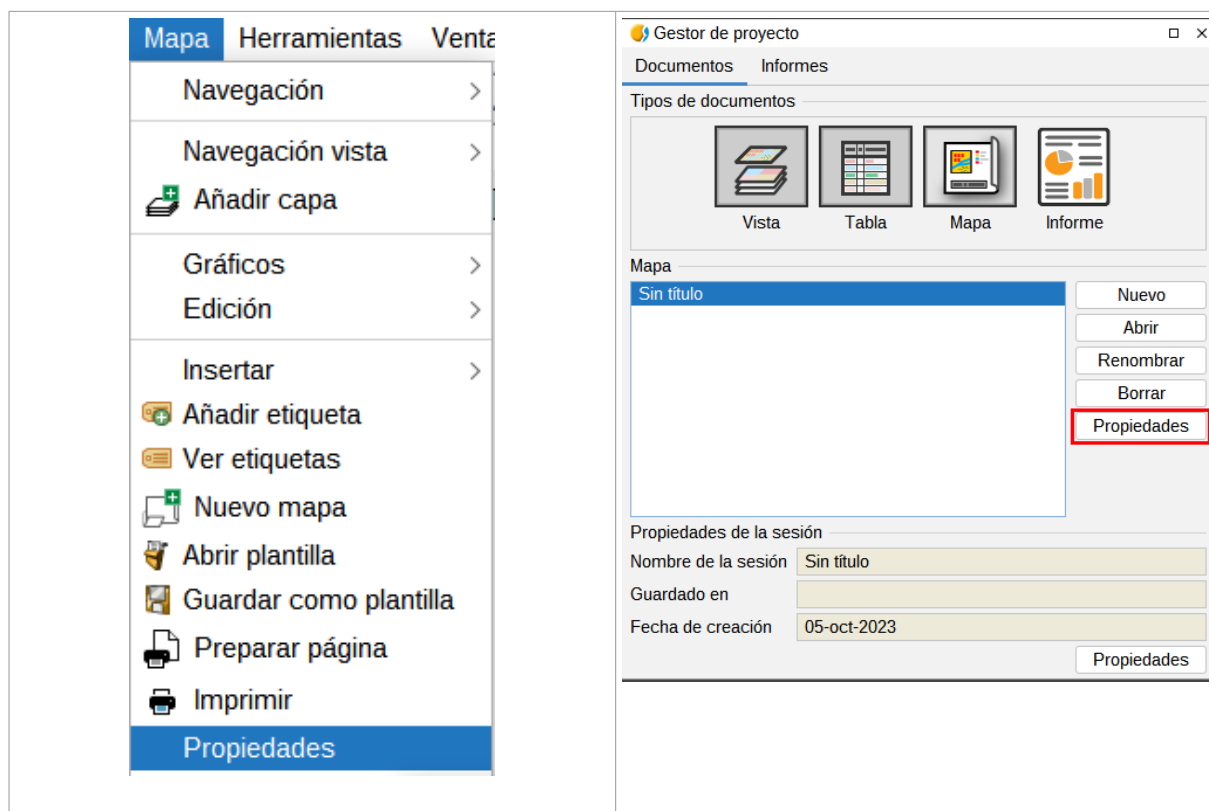 Mapa Herramientas Venta
Navegación
Navegación vista
Añadir capa
Gráficos
Edición
Insertar
Añadir etiqueta
Ver etiquetas
Nuevo mapa
Abrir plantilla
Guardar como plantilla
Preparar página
Imprimir
Propiedades
Gestor de proyecto
Documentos Informes
Tipos de documentos
Vista Tabla Mapa Informe
Mapa
Sin título
Nuevo
Abrir
Renombrar
Borrar
Propiedades
Propiedades de la sesión
Nombre de la sesión Sin título
Guardado en
Fecha de creación 05-oct-2023
Propiedades